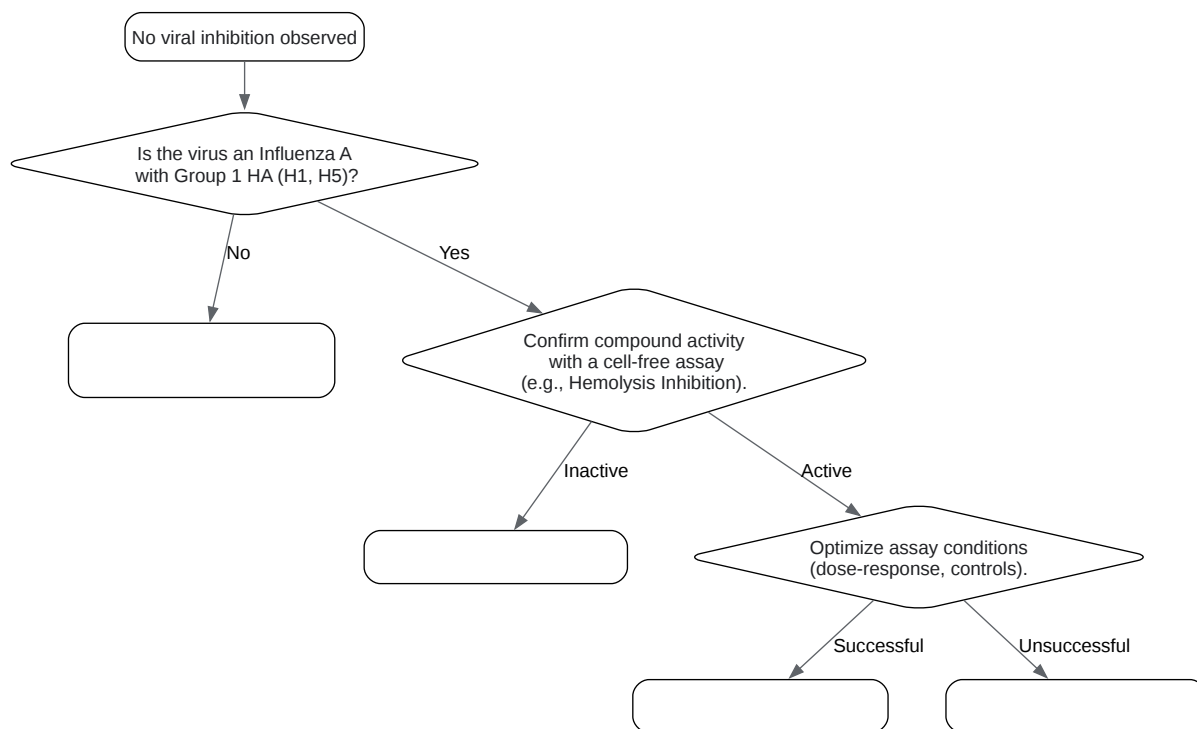 No viral inhibition observed
Is the virus an Influenza A
with Group 1 HA (H1, H5)?
No
Yes
Confirm compound activity
with a cell-free assay
(e.g., Hemolysis Inhibition).
Inactive
Active
Optimize assay conditions
(dose-response, controls).
Successful
Unsuccessful